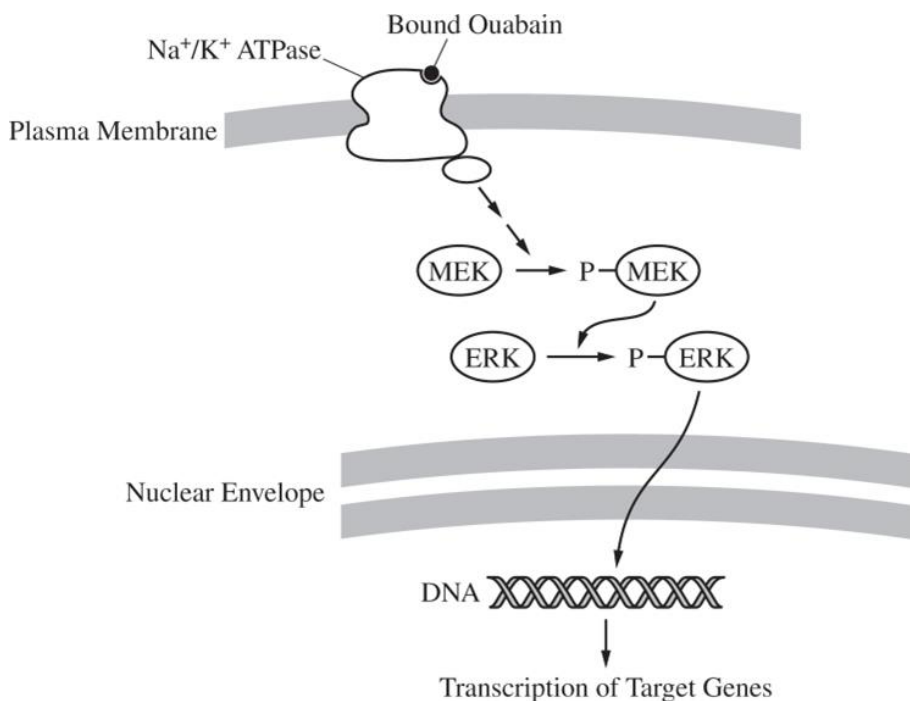 Bound Ouabain
Na⁺/K⁺ ATPase
Plasma Membrane
MEK
P
MEK
ERK
P
ERK
Nuclear Envelope
DNA
Transcription of Target Genes